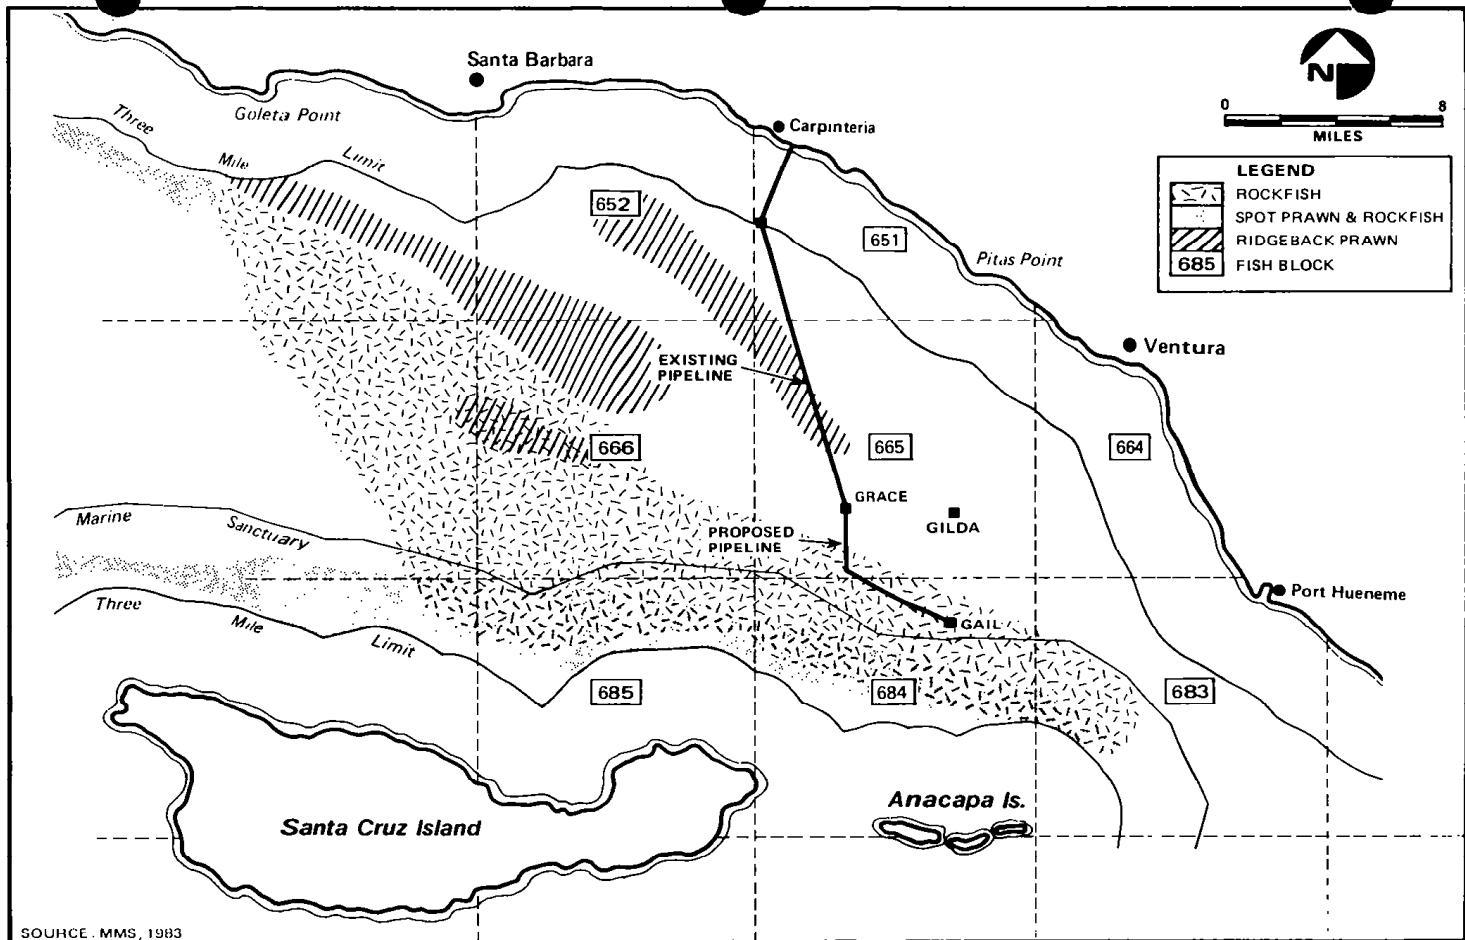 Santa Barbara
Goleta Point
Three
Mile
Limit
Carpinteria
N
0 8
MILES
LEGEND
ROCKFISH
SPOT PRAWN & ROCKFISH
RIDGEBACK PRAWN
685 FISH BLOCK
652
651
Pitas Point
Ventura
EXISTING
PIPELINE
666
665
664
GRACE
GILDA
PROPOSED
PIPELINE
Marine
Sanctuary
Three
Mile
Limit
GAIL
Port Hueneme
685
684
683
Santa Cruz Island
Anacapa Is.
SOURCE. MMS, 1983